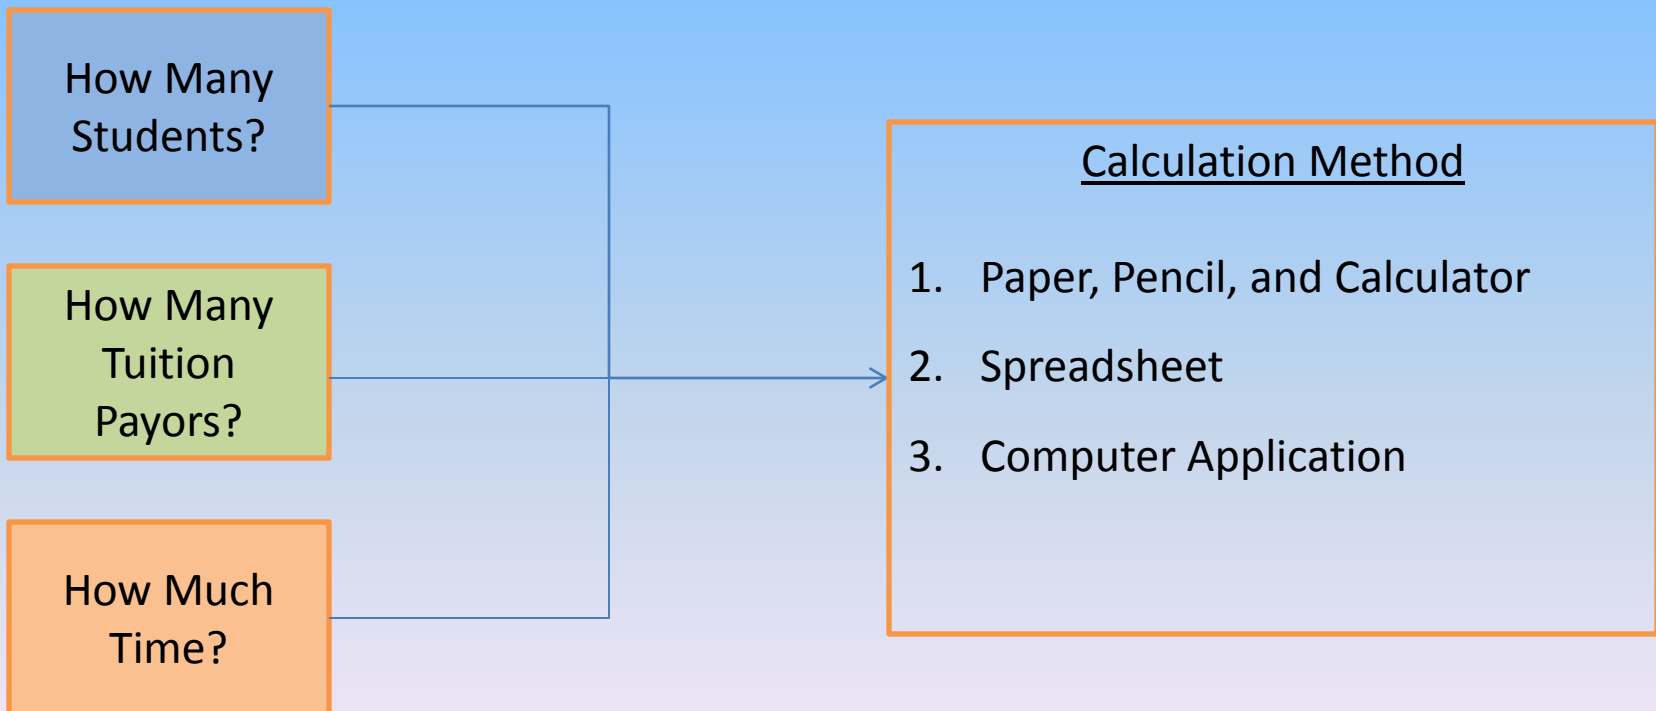 How Many
Students?
How Many
Tuition
Payors?
How Much
Time?
Calculation Method
1. Paper, Pencil, and Calculator
2. Spreadsheet
3. Computer Application